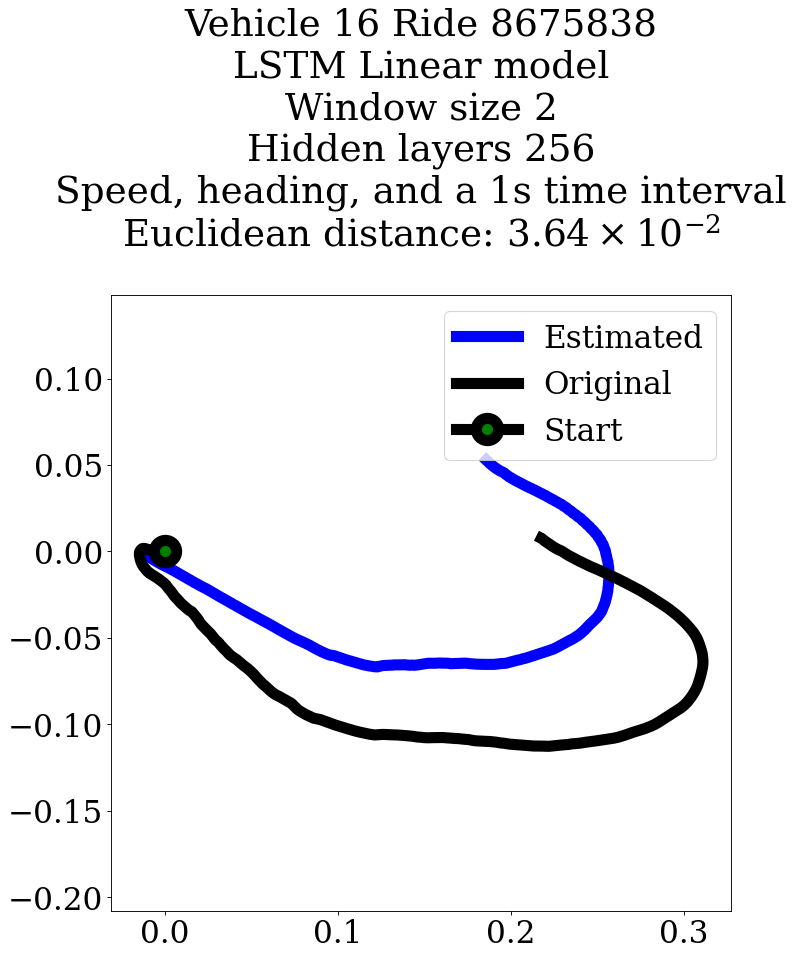 Vehicle 16 Ride 8675838
LSTM Linear model
Window size 2
Hidden layers 256
Speed, heading, and a 1s time interval
Euclidean distance: 3.64 × 10⁻²
Estimated
Original
Start
0.10
0.05
0.00
−0.05
−0.10
−0.15
−0.20
0.0 0.1 0.2 0.3